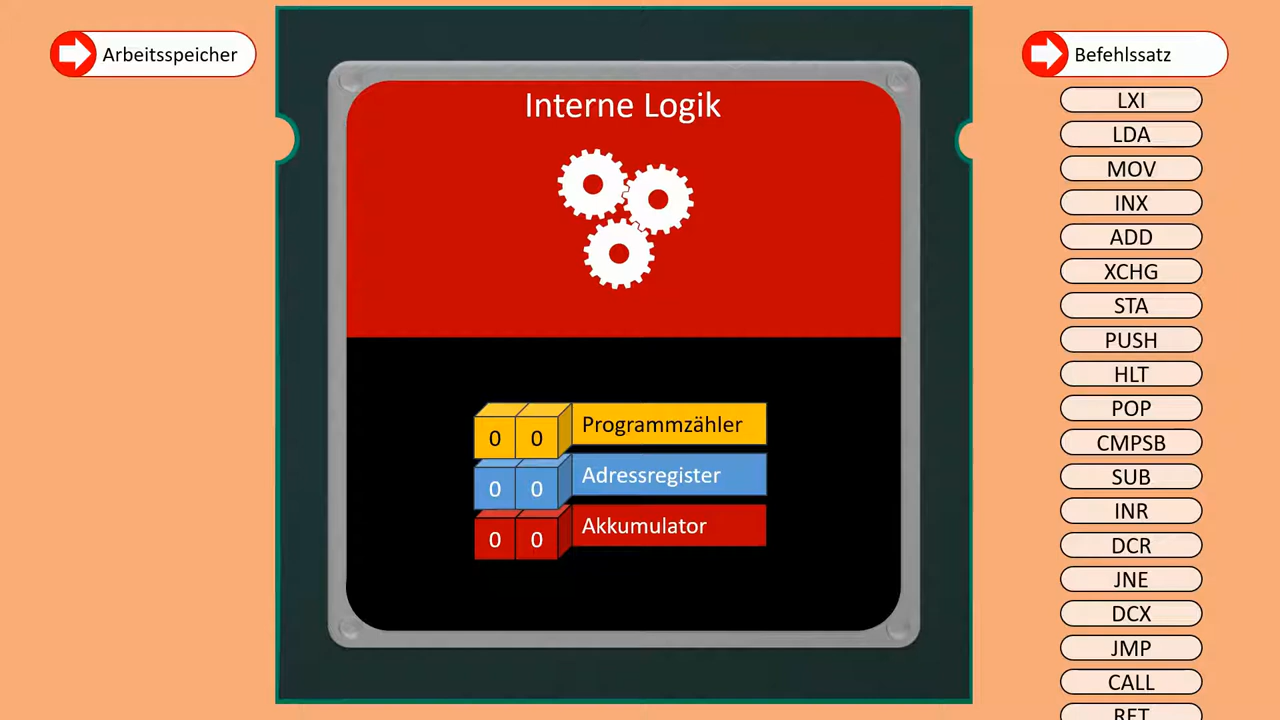 Arbeitsspeicher
Interne Logik
0 0 Programmzähler
0 0 Adressregister
0 0 Akkumulator
Befehlssatz
LXI
LDA
MOV
INX
ADD
XCHG
STA
PUSH
HLT
POP
CMPSB
SUB
INR
DCR
JNE
DCX
JMP
CALL
RET